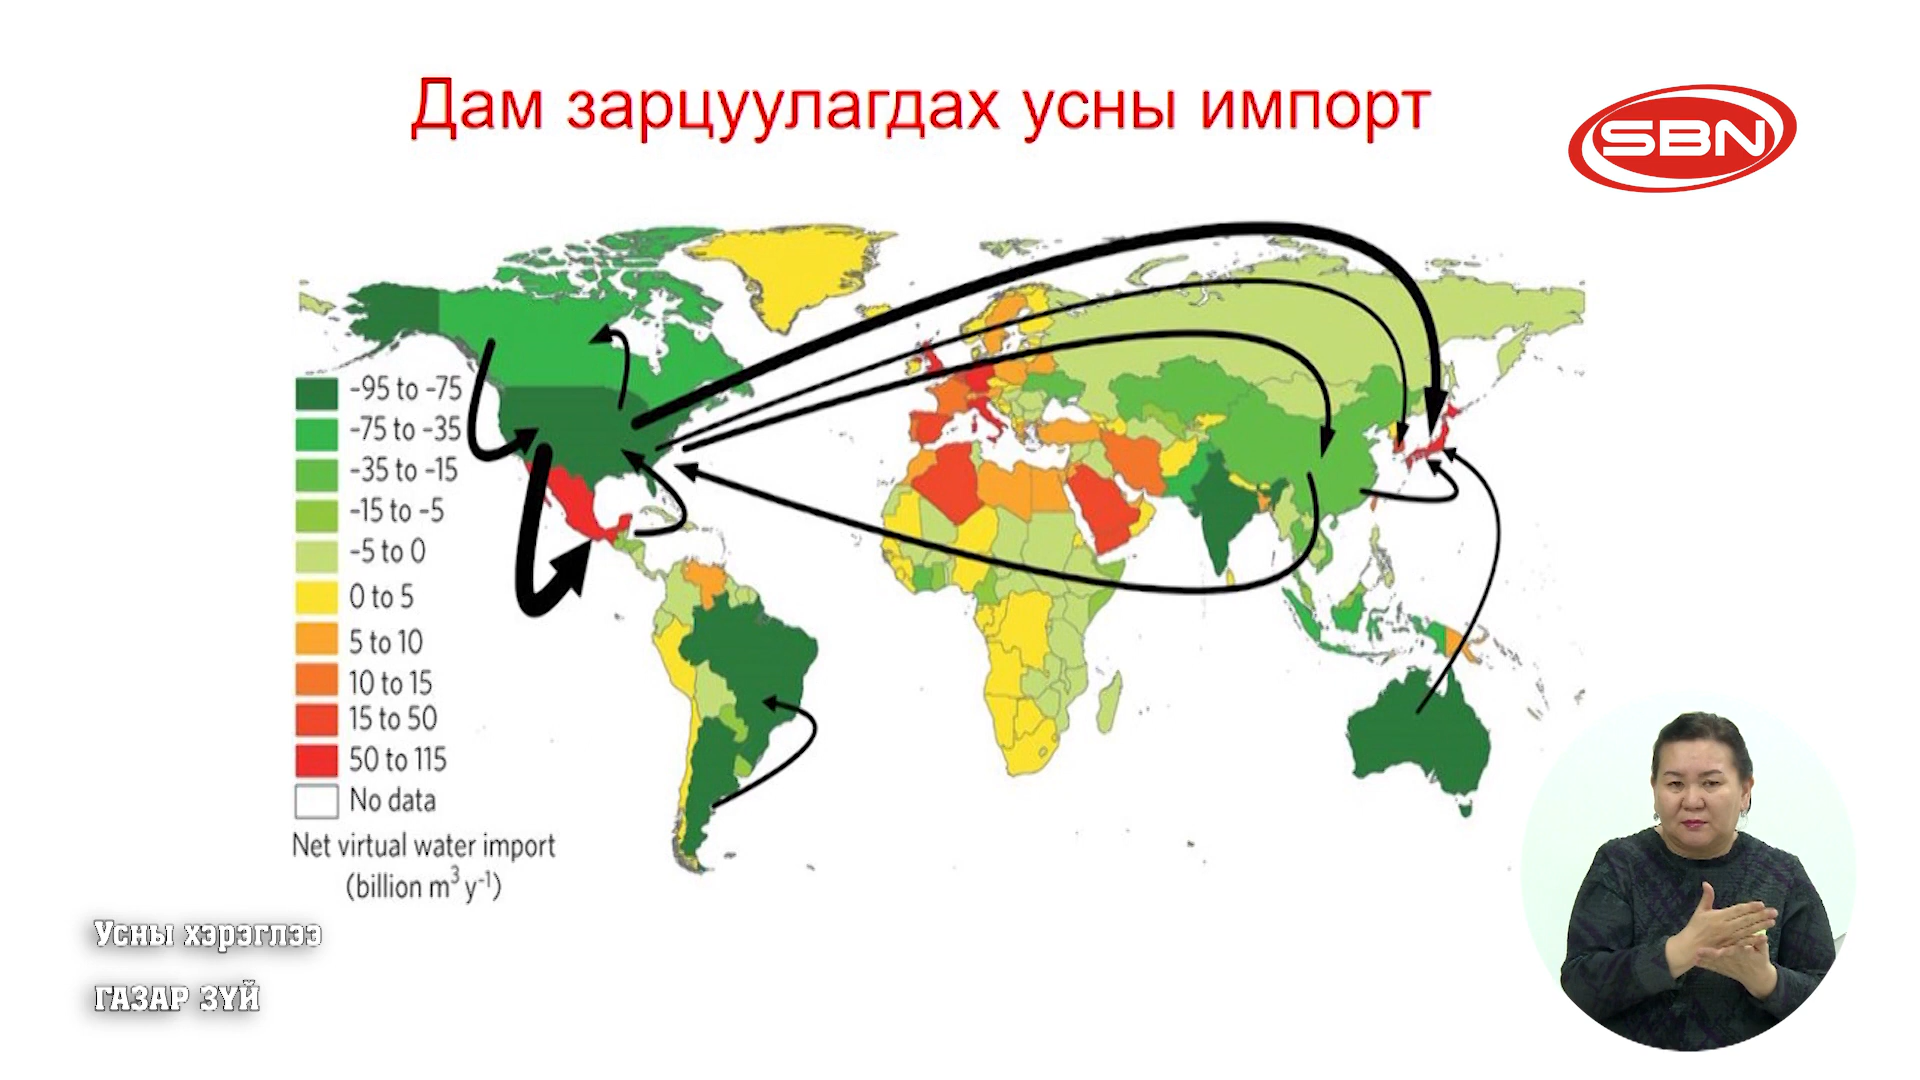 Дам зарцуулагдах усны импорт
SBN
-95 to -75
-75 to -35
-35 to -15
-15 to -5
-5 to 0
0 to 5
5 to 10
10 to 15
15 to 50
50 to 115
No data
Net virtual water import
(billion m³ y⁻¹)
Усны хэрэглээ
ГАЗАР ЗҮЙ